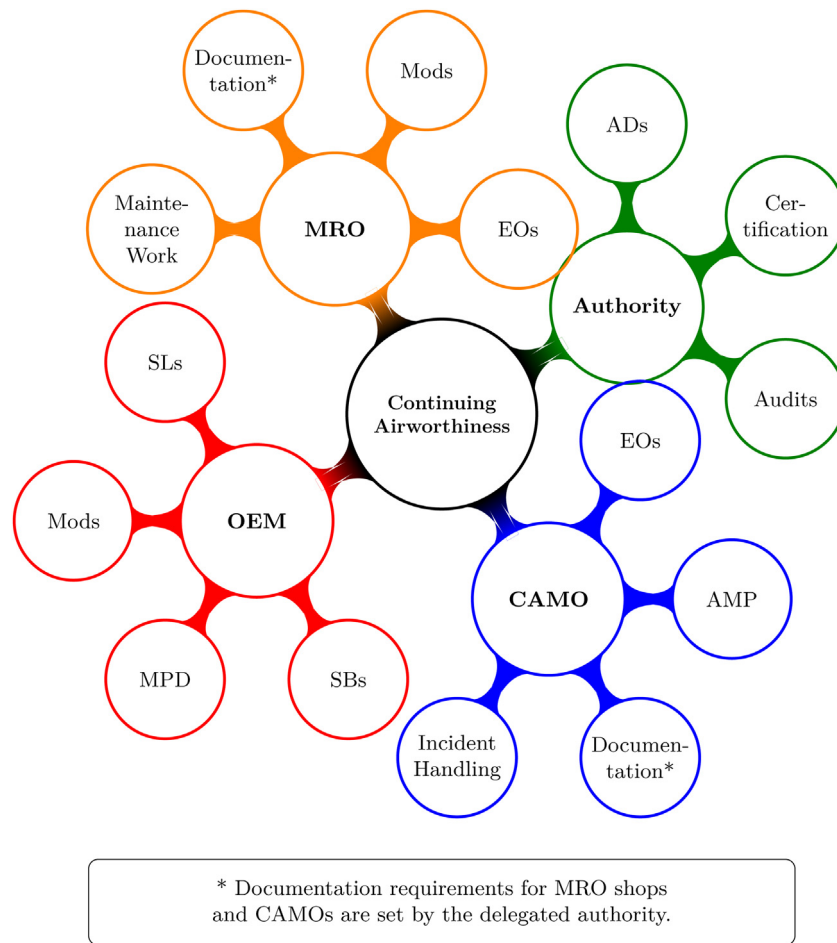 Documen-
tation*
Mods
ADs
Cer-
tification
Mainte-
nance
Work
MRO
EOs
Authority
SLs
Continuing
Airworthiness
Audits
EOs
Mods
OEM
CAMO
AMP
MPD
SBs
Incident
Handling
Documen-
tation*
* Documentation requirements for MRO shops
and CAMOs are set by the delegated authority.